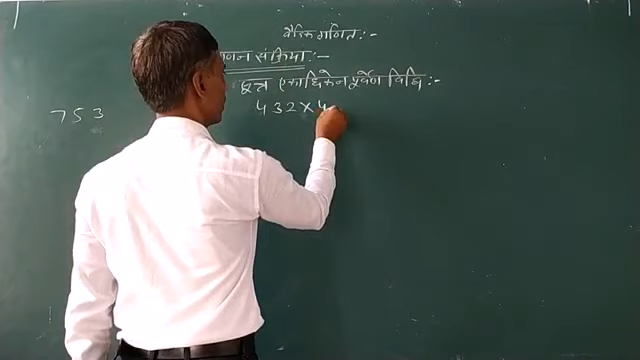 वैदिक गणित:-
गुणन संक्रिया:-
सूत्र एकाधिकेन पूर्वेण विधि:-
432×4
753